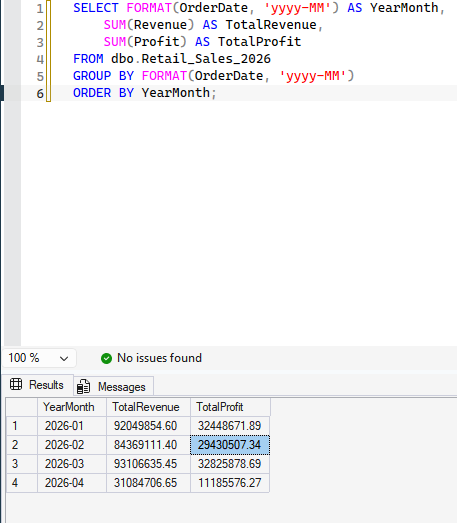 1 SELECT FORMAT(OrderDate, 'yyyy-MM') AS YearMonth,
2 SUM(Revenue) AS TotalRevenue,
3 SUM(Profit) AS TotalProfit
4 FROM dbo.Retail_Sales_2026
5 GROUP BY FORMAT(OrderDate, 'yyyy-MM')
6 ORDER BY YearMonth;
100 % No issues found
Results Messages
YearMonth TotalRevenue TotalProfit
1 2026-01 92049854.60 32448671.89
2 2026-02 84369111.40 29430507.34
3 2026-03 93106635.45 32825878.69
4 2026-04 31084706.65 11185576.27